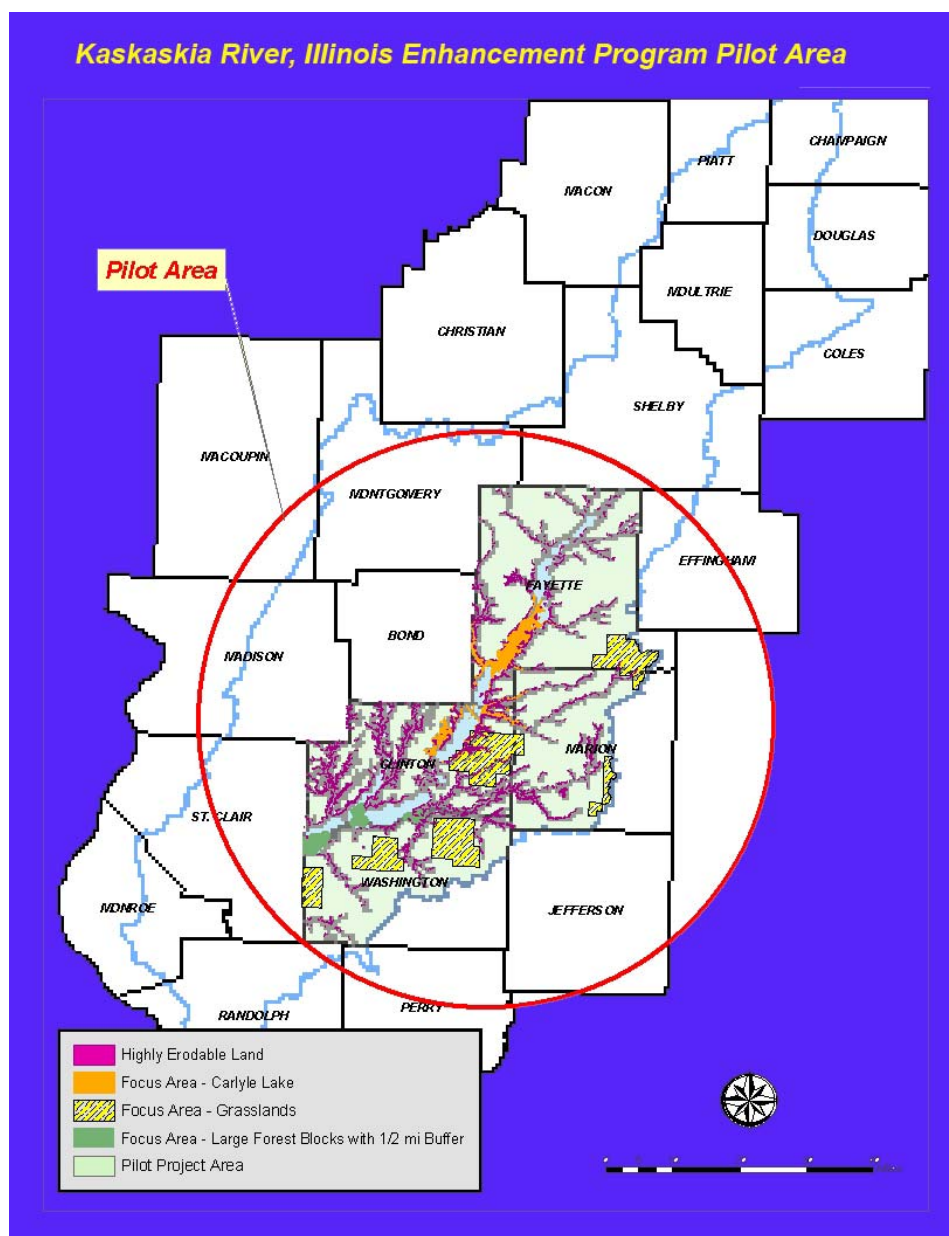 Kaskaskia River, Illinois Enhancement Program Pilot Area
CHAMPAIGN
PIATT
MACON
DOUGLAS
Pilot Area
MOULTRIE
CHRISTIAN
COLES
SHELBY
MACOUPIN
MONTGOMERY
EFFINGHAM
FAYETTE
BOND
MADISON
MARION
CLINTON
ST. CLAIR
WASHINGTON
MONROE
JEFFERSON
RANDOLPH
PERRY
Highly Erodable Land
Focus Area - Carlyle Lake
Focus Area - Grasslands
Focus Area - Large Forest Blocks with 1/2 mi Buffer
Pilot Project Area